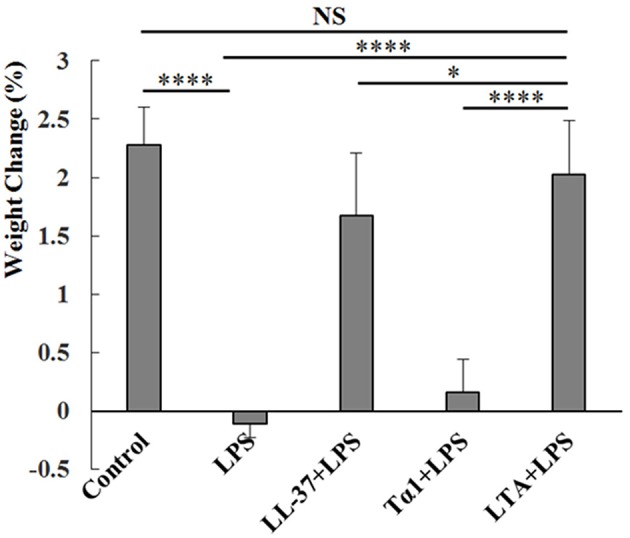 NS
****
*
****
****
Weight Change (%)
3
2.5
2
1.5
1
0.5
0
-0.5
Control
LPS
LL-37+LPS
Tα1+LPS
LTA+LPS